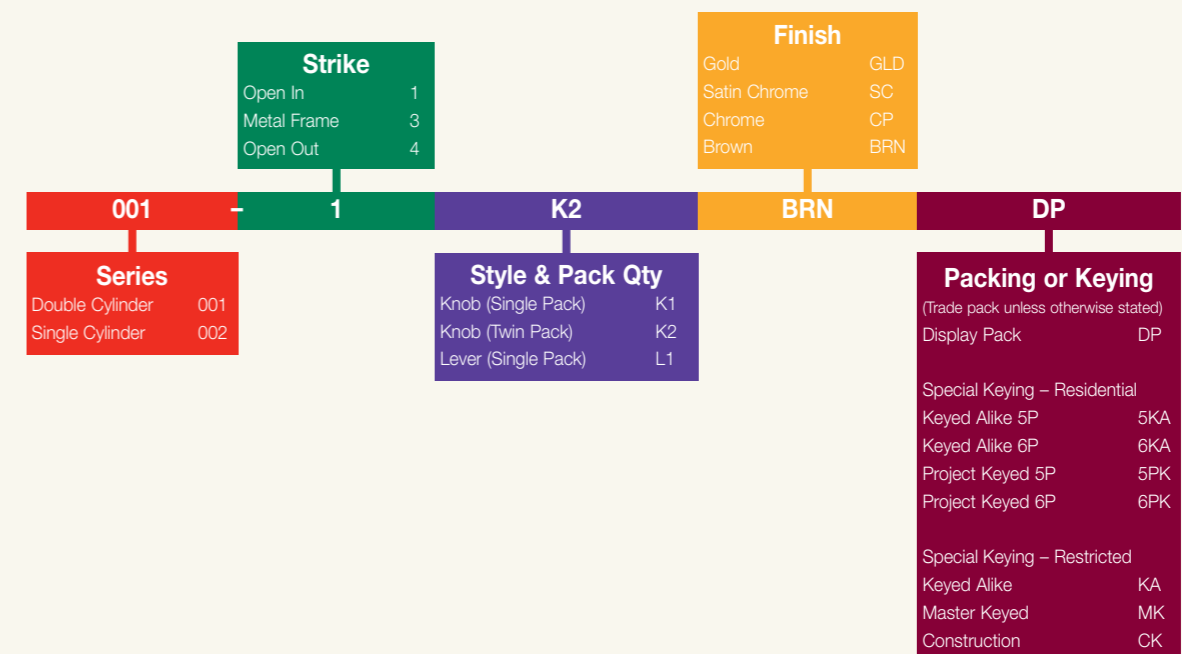 Finish
Gold GLD
Satin Chrome SC
Chrome CP
Brown BRN
Strike
Open In 1
Metal Frame 3
Open Out 4
001 – 1 K2 BRN DP
Series
Double Cylinder 001
Single Cylinder 002
Style & Pack Qty
Knob (Single Pack) K1
Knob (Twin Pack) K2
Lever (Single Pack) L1
Packing or Keying
(Trade pack unless otherwise stated)
Display Pack DP
Special Keying – Residential
Keyed Alike 5P 5KA
Keyed Alike 6P 6KA
Project Keyed 5P 5PK
Project Keyed 6P 6PK
Special Keying – Restricted
Keyed Alike KA
Master Keyed MK
Construction CK